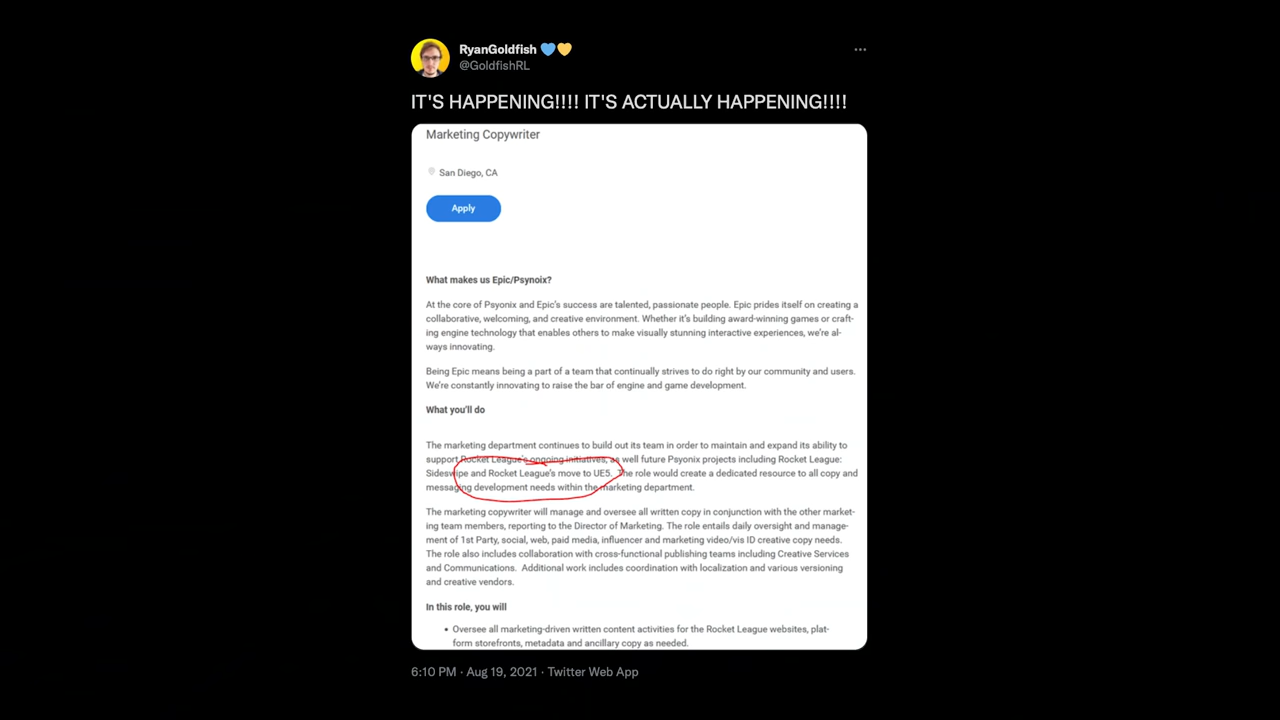 RyanGoldfish 💙💛
@GoldfishRL
IT'S HAPPENING!!!! IT'S ACTUALLY HAPPENING!!!!
Marketing Copywriter
San Diego, CA
Apply
What makes us Epic/Psynoix?
At the core of Psyonix and Epic's success are talented, passionate people. Epic prides itself on creating a
collaborative, welcoming, and creative environment. Whether it's building award-winning games or craft-
ing engine technology that enables others to make visually stunning interactive experiences, we're al-
ways innovating.
Being Epic means being a part of a team that continually strives to do right by our community and users.
We're constantly innovating to raise the bar of engine and game development.
What you'll do
The marketing department continues to build out its team in order to maintain and expand its ability to
support Rocket League's ongoing initiatives, as well future Psyonix projects including Rocket League:
Sideswipe and Rocket League's move to UE5. The role would create a dedicated resource to all copy and
messaging development needs within the marketing department.
The marketing copywriter will manage and oversee all written copy in conjunction with the other market-
ing team members, reporting to the Director of Marketing. The role entails daily oversight and manage-
ment of 1st Party, social, web, paid media, influencer and marketing video/vis ID creative copy needs.
The role also includes collaboration with cross-functional publishing teams including Creative Services
and Communications. Additional work includes coordination with localization and various versioning
and creative vendors.
In this role, you will
• Oversee all marketing-driven written content activities for the Rocket League websites, plat-
form storefronts, metadata and ancillary copy as needed.
6:10 PM · Aug 19, 2021 · Twitter Web App